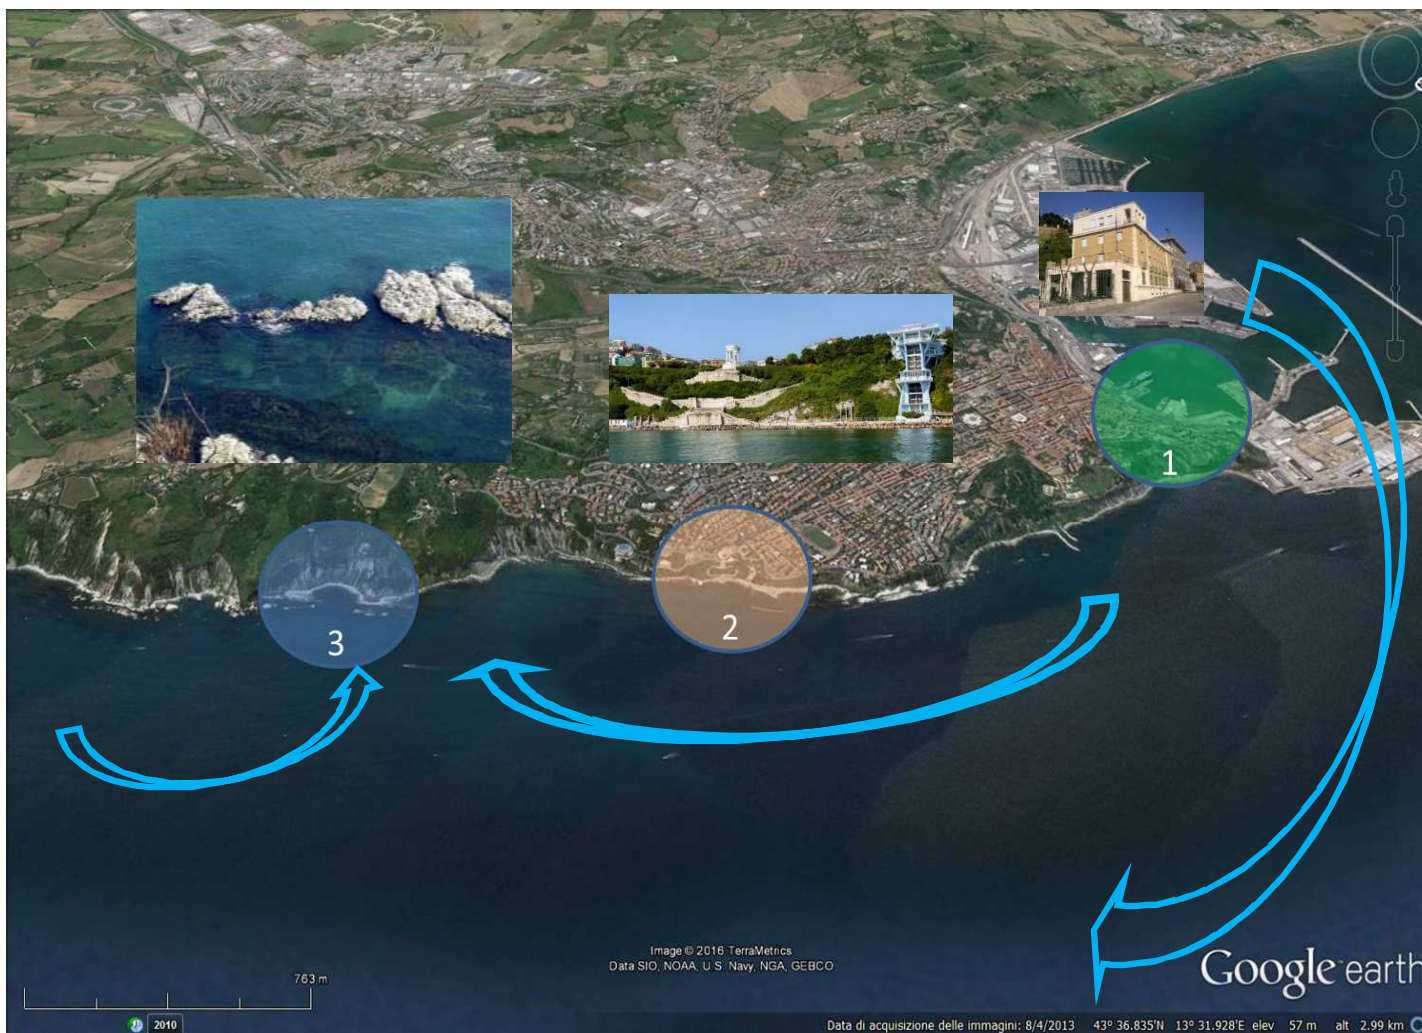 1
2
3
Image © 2016 TerraMetrics
Data SIO, NOAA, U.S. Navy, NGA, GEBCO
Google earth
763 m
2010
Data di acquisizione delle immagini: 8/4/2013 43° 36.835'N 13° 31.928'E elev 57 m alt 2.99 km